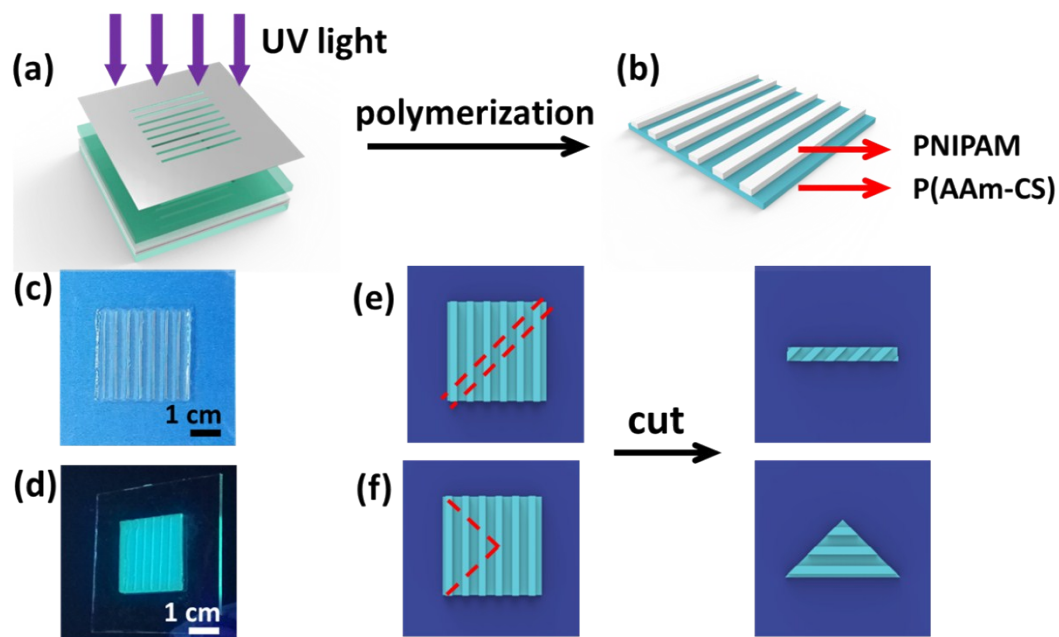 UV light
(a)
(b)
polymerization
PNIPAM
P(AAm-CS)
(c)
1 cm
(e)
cut
(d)
1 cm
(f)